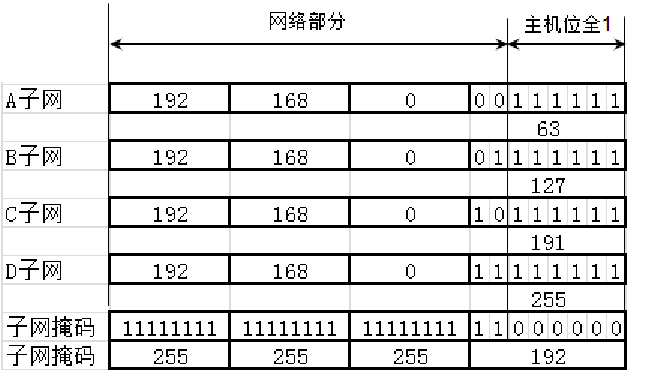 网络部分 主机位全1
A子网 192 168 0 0 0 1 1 1 1 1 1
63
B子网 192 168 0 0 1 1 1 1 1 1 1
127
C子网 192 168 0 1 0 1 1 1 1 1 1
191
D子网 192 168 0 1 1 1 1 1 1 1 1
255
子网掩码 11111111 11111111 11111111 1 1 0 0 0 0 0 0
子网掩码 255 255 255 192